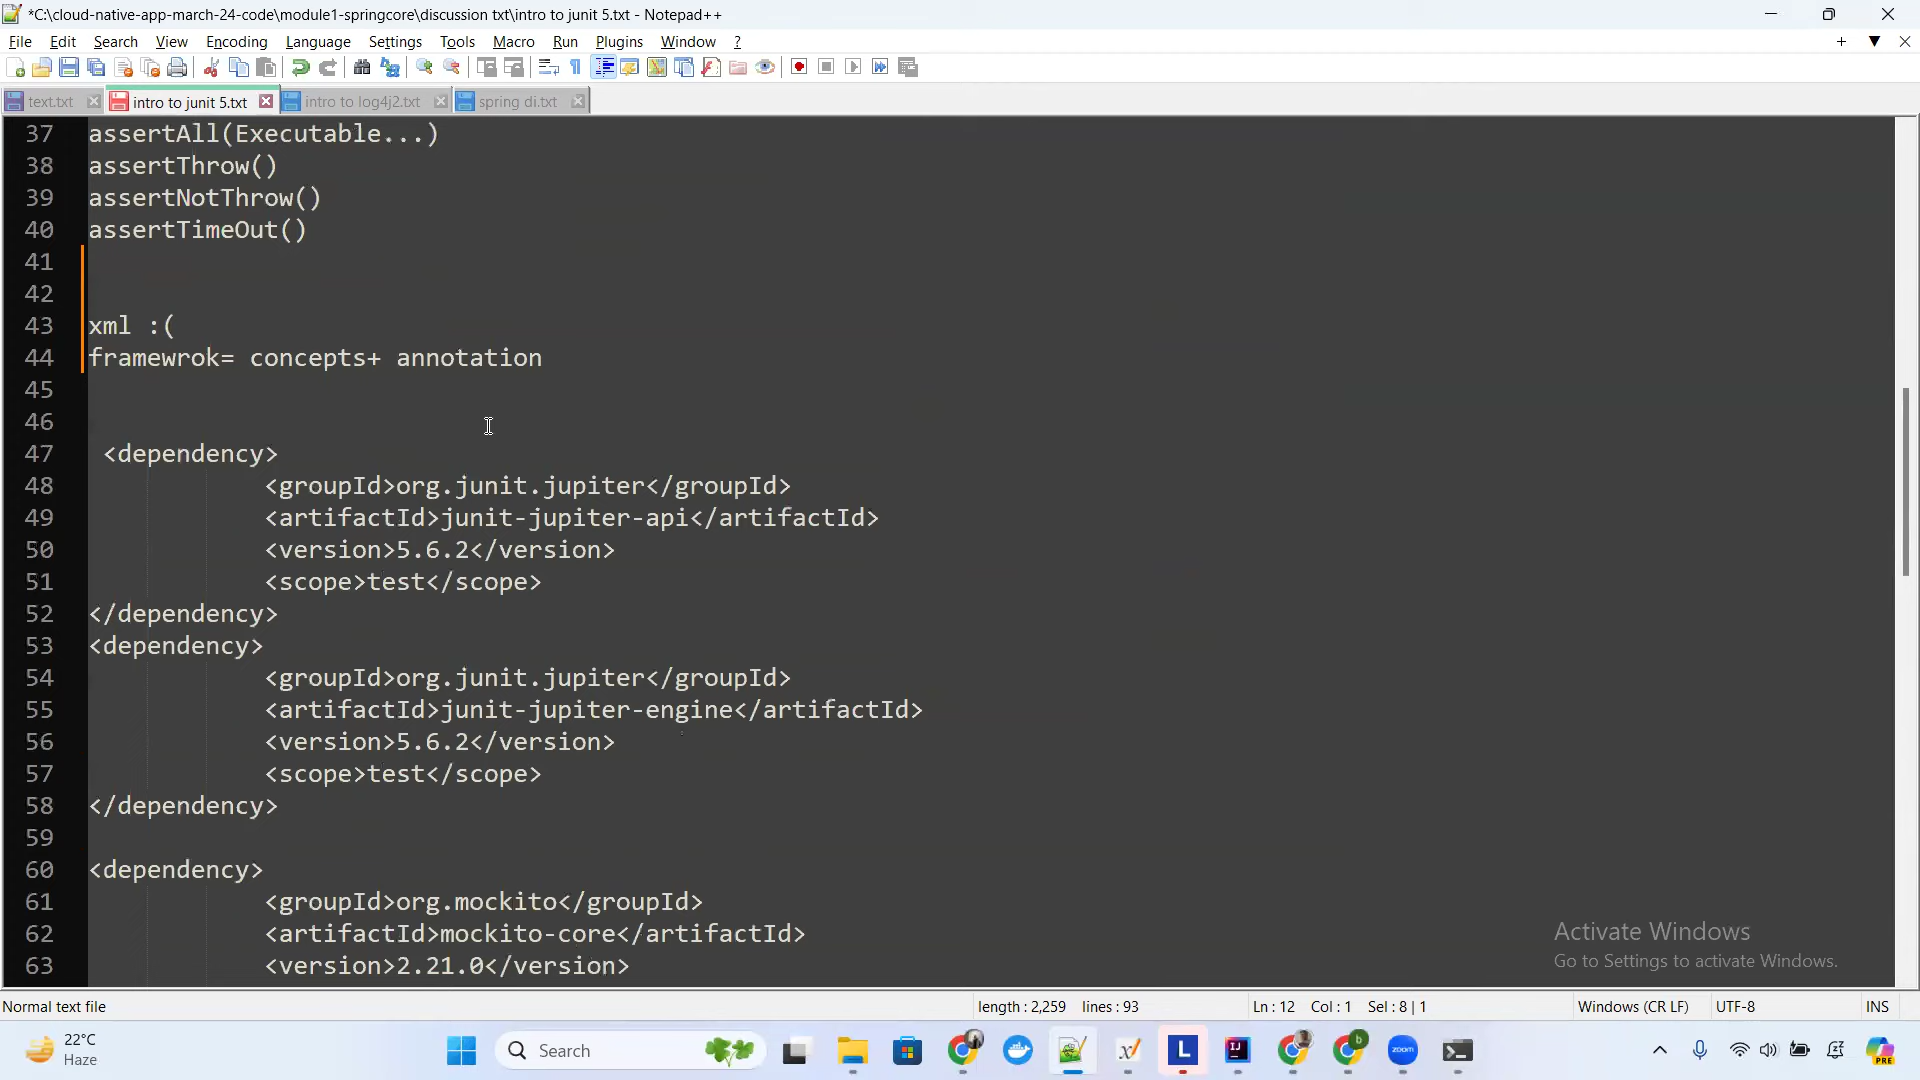 *C:\cloud-native-app-march-24-code\module1-springcore\discussion txt\intro to junit 5.txt - Notepad++
File Edit Search View Encoding Language Settings Tools Macro Run Plugins Window ?
text.txt intro to junit 5.txt intro to log4j2.txt spring di.txt
37 assertAll(Executable...)
38 assertThrow()
39 assertNotThrow()
40 assertTimeOut()
41
42
43 xml :(
44 framewrok= concepts+ annotation
45
46
47 <dependency>
48 <groupId>org.junit.jupiter</groupId>
49 <artifactId>junit-jupiter-api</artifactId>
50 <version>5.6.2</version>
51 <scope>test</scope>
52 </dependency>
53 <dependency>
54 <groupId>org.junit.jupiter</groupId>
55 <artifactId>junit-jupiter-engine</artifactId>
56 <version>5.6.2</version>
57 <scope>test</scope>
58 </dependency>
59
60 <dependency>
61 <groupId>org.mockito</groupId>
62 <artifactId>mockito-core</artifactId>
63 <version>2.21.0</version>
Activate Windows
Go to Settings to activate Windows.
Normal text file length : 2,259 lines : 93 Ln : 12 Col : 1 Sel : 8 | 1 Windows (CR LF) UTF-8 INS
22°C
Haze
Search
L
zoom
PRE